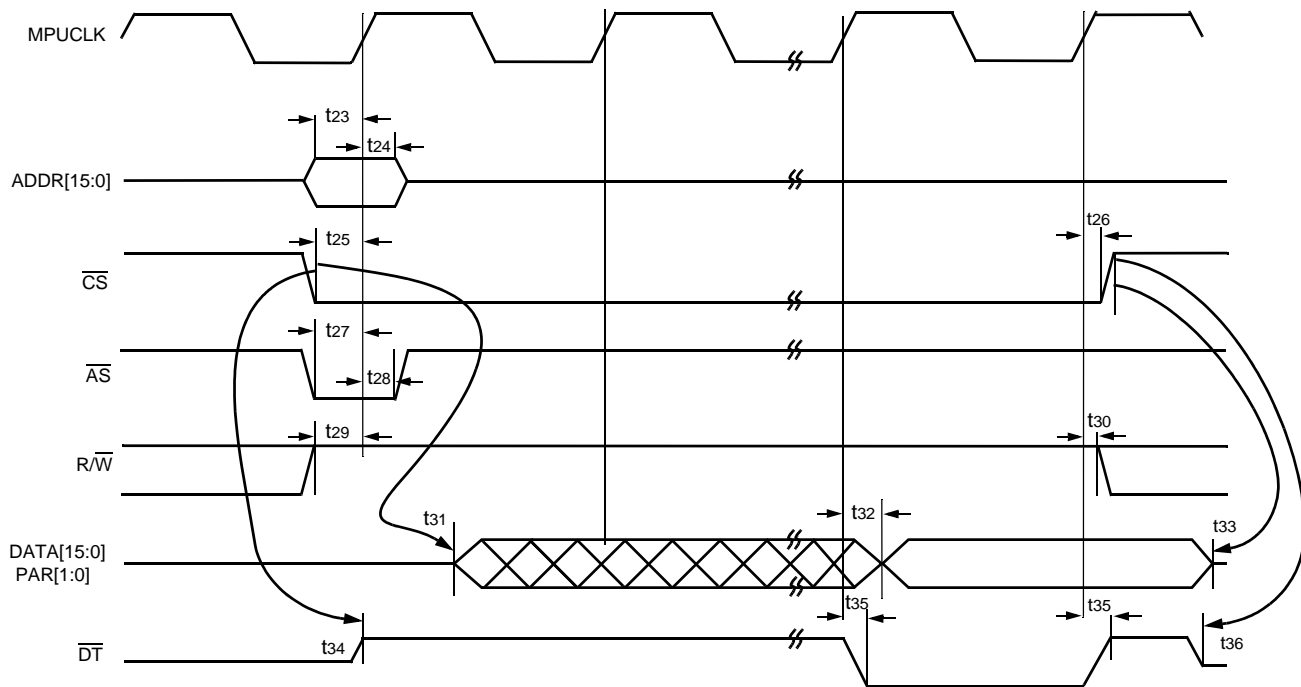 MPUCLK
t23
t24
ADDR[15:0]
t25
t26
CS
t27
AS
t28
t29
t30
R/W
t31
t32
t33
DATA[15:0]
PAR[1:0]
t35
t35
t34
t36
DT